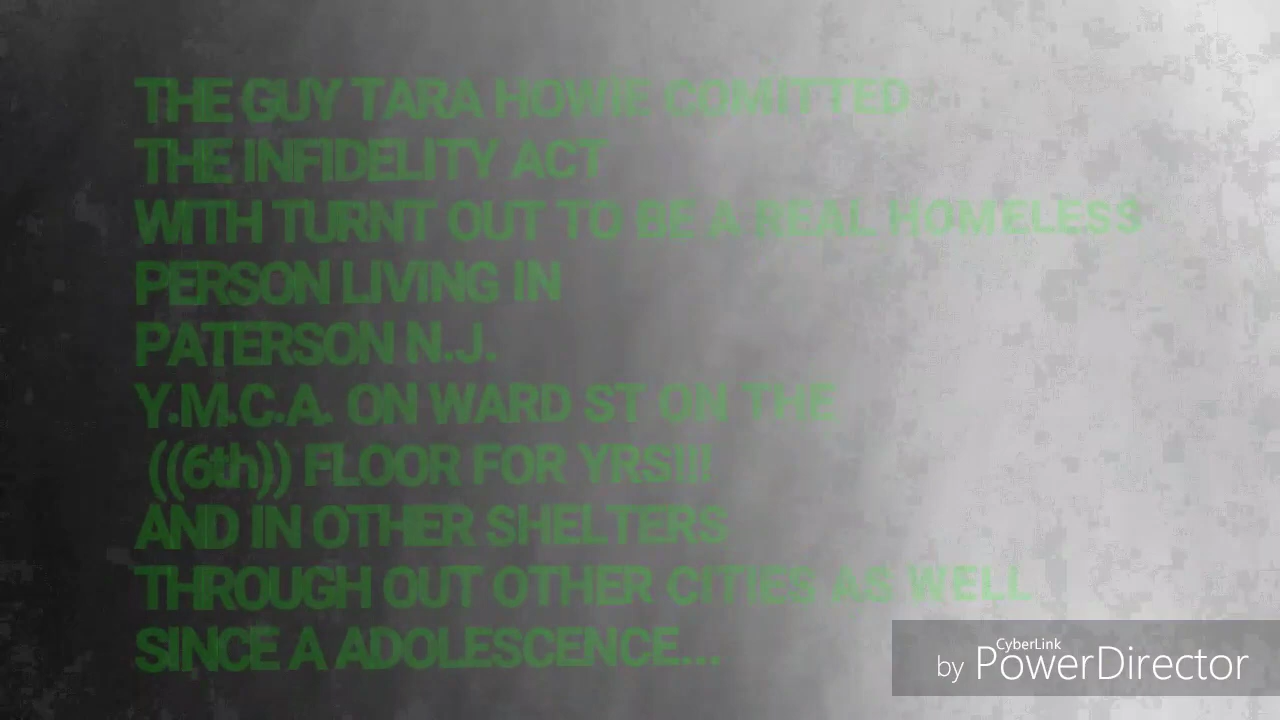 THE GUY TARA HOWIE COMITTED
THE INFIDELITY ACT
WITH TURNT OUT TO BE A REAL HOMELESS
PERSON LIVING IN
PATERSON N.J.
Y.M.C.A. ON WARD ST ON THE
((6th)) FLOOR FOR YRS!!!
AND IN OTHER SHELTERS
THROUGH OUT OTHER CITIES AS WELL
SINCE A ADOLESCENCE...
CyberLink
by PowerDirector